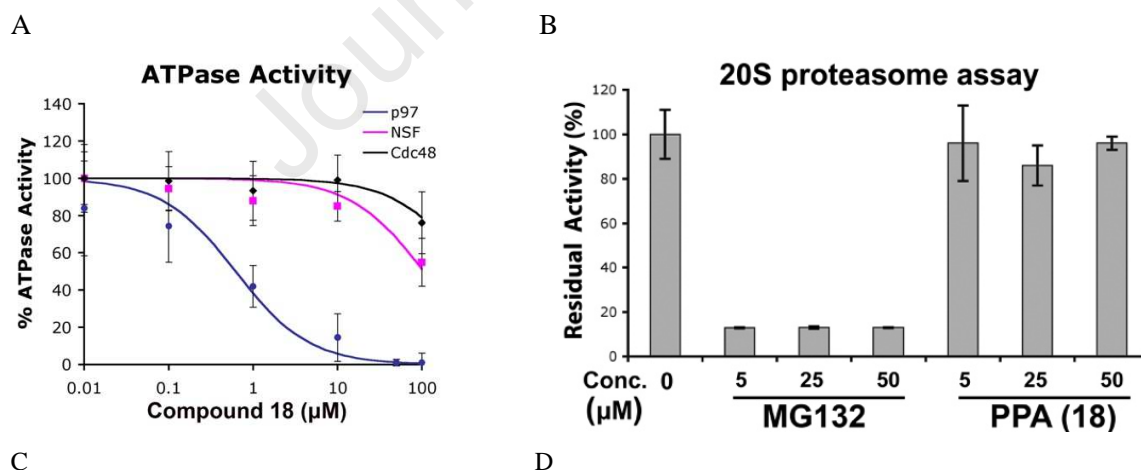 A
B
Journ
ATPase Activity
140
120
100
80
60
40
20
0
% ATPase Activity
p97
NSF
Cdc48
0.01 0.1 1 10 100
Compound 18 (µM)
20S proteasome assay
120
100
80
60
40
20
0
Residual Activity (%)
Conc. 0 5 25 50 5 25 50
(µM) MG132 PPA (18)
C
D